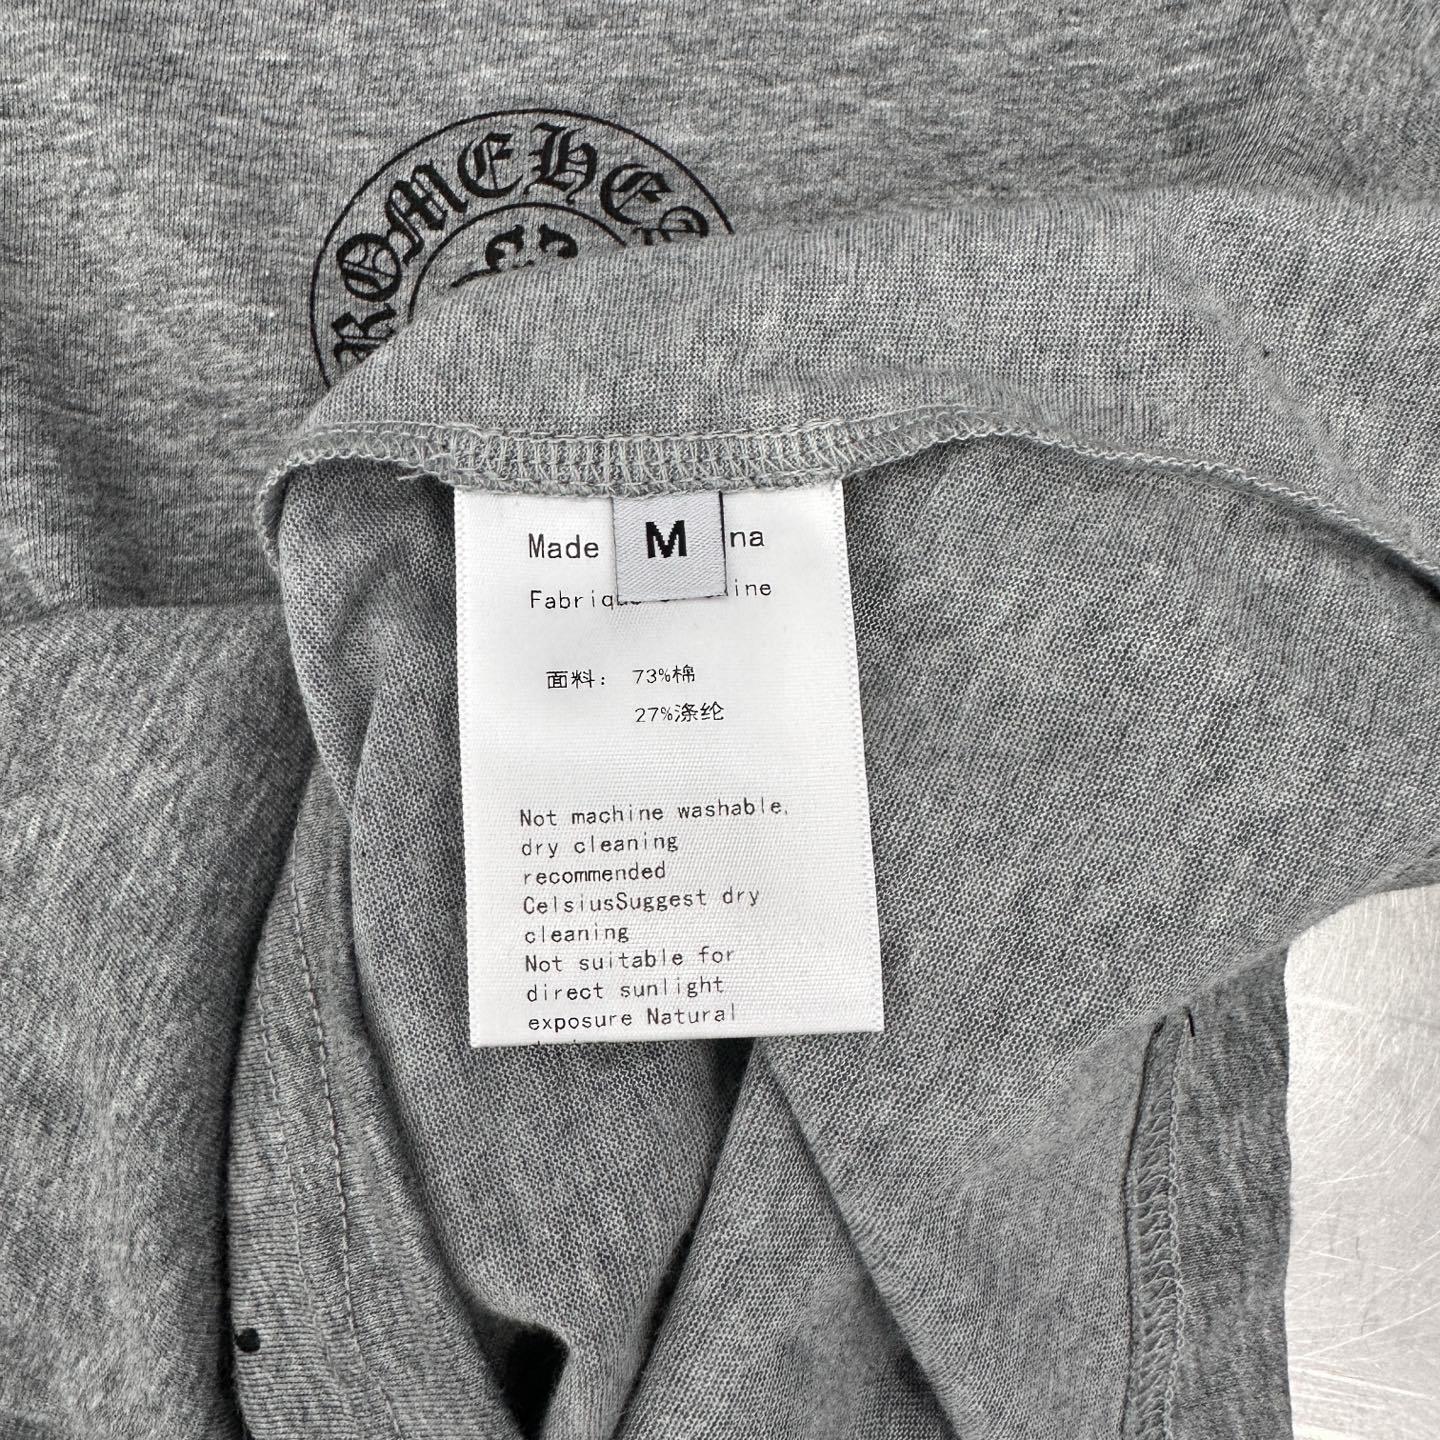 ROMEHE
M
Made na
Fabriq ine
面料： 73%棉
27%涤纶
Not machine washable,
dry cleaning
recommended
CelsiusSuggest dry
cleaning
Not suitable for
direct sunlight
exposure Natural